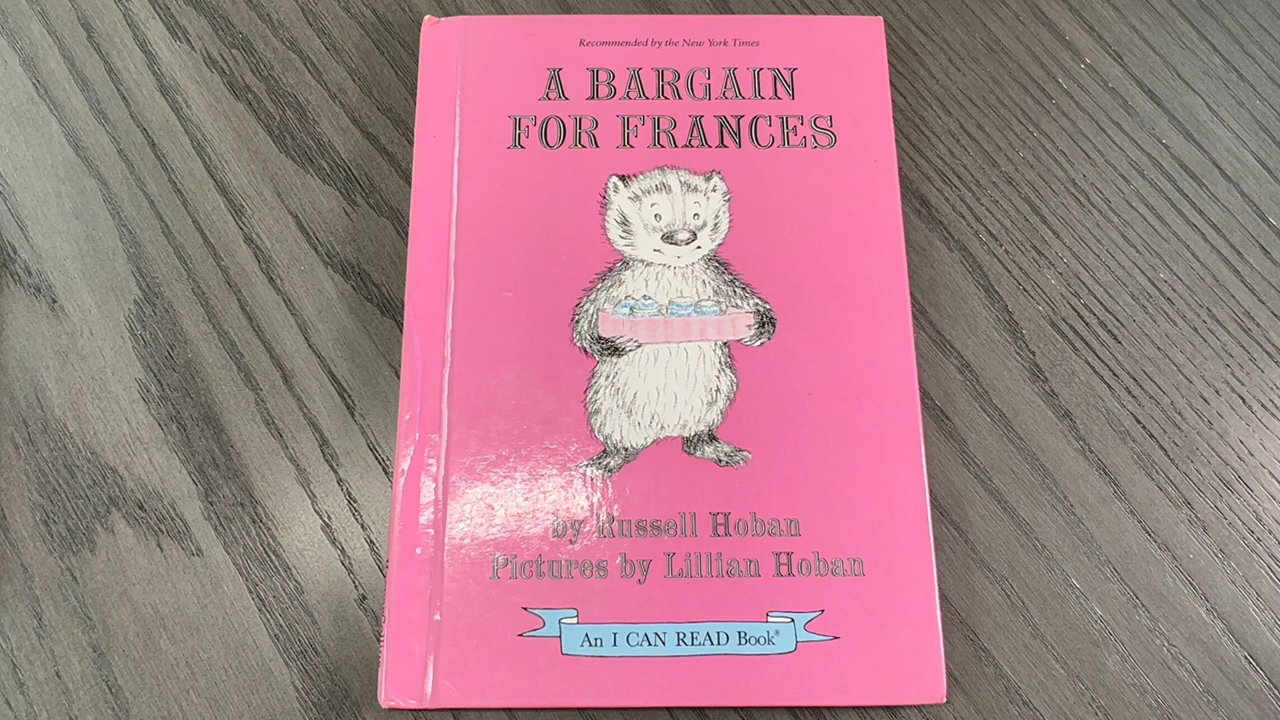 Recommended by the New York Times
A BARGAIN
FOR FRANCES
by Russell Hoban
Pictures by Lillian Hoban
An I CAN READ Book®